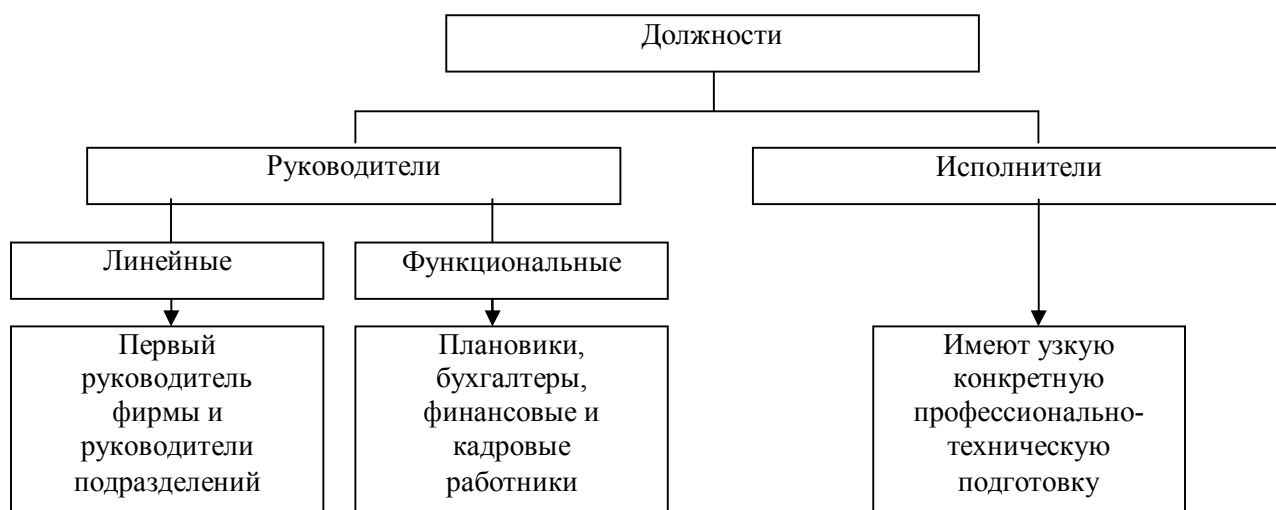 Должности
Руководители
Исполнители
Линейные
Функциональные
Первый
руководитель
фирмы и
руководители
подразделений
Плановики,
бухгалтеры,
финансовые и
кадровые
работники
Имеют узкую
конкретную
профессионально-
техническую
подготовку